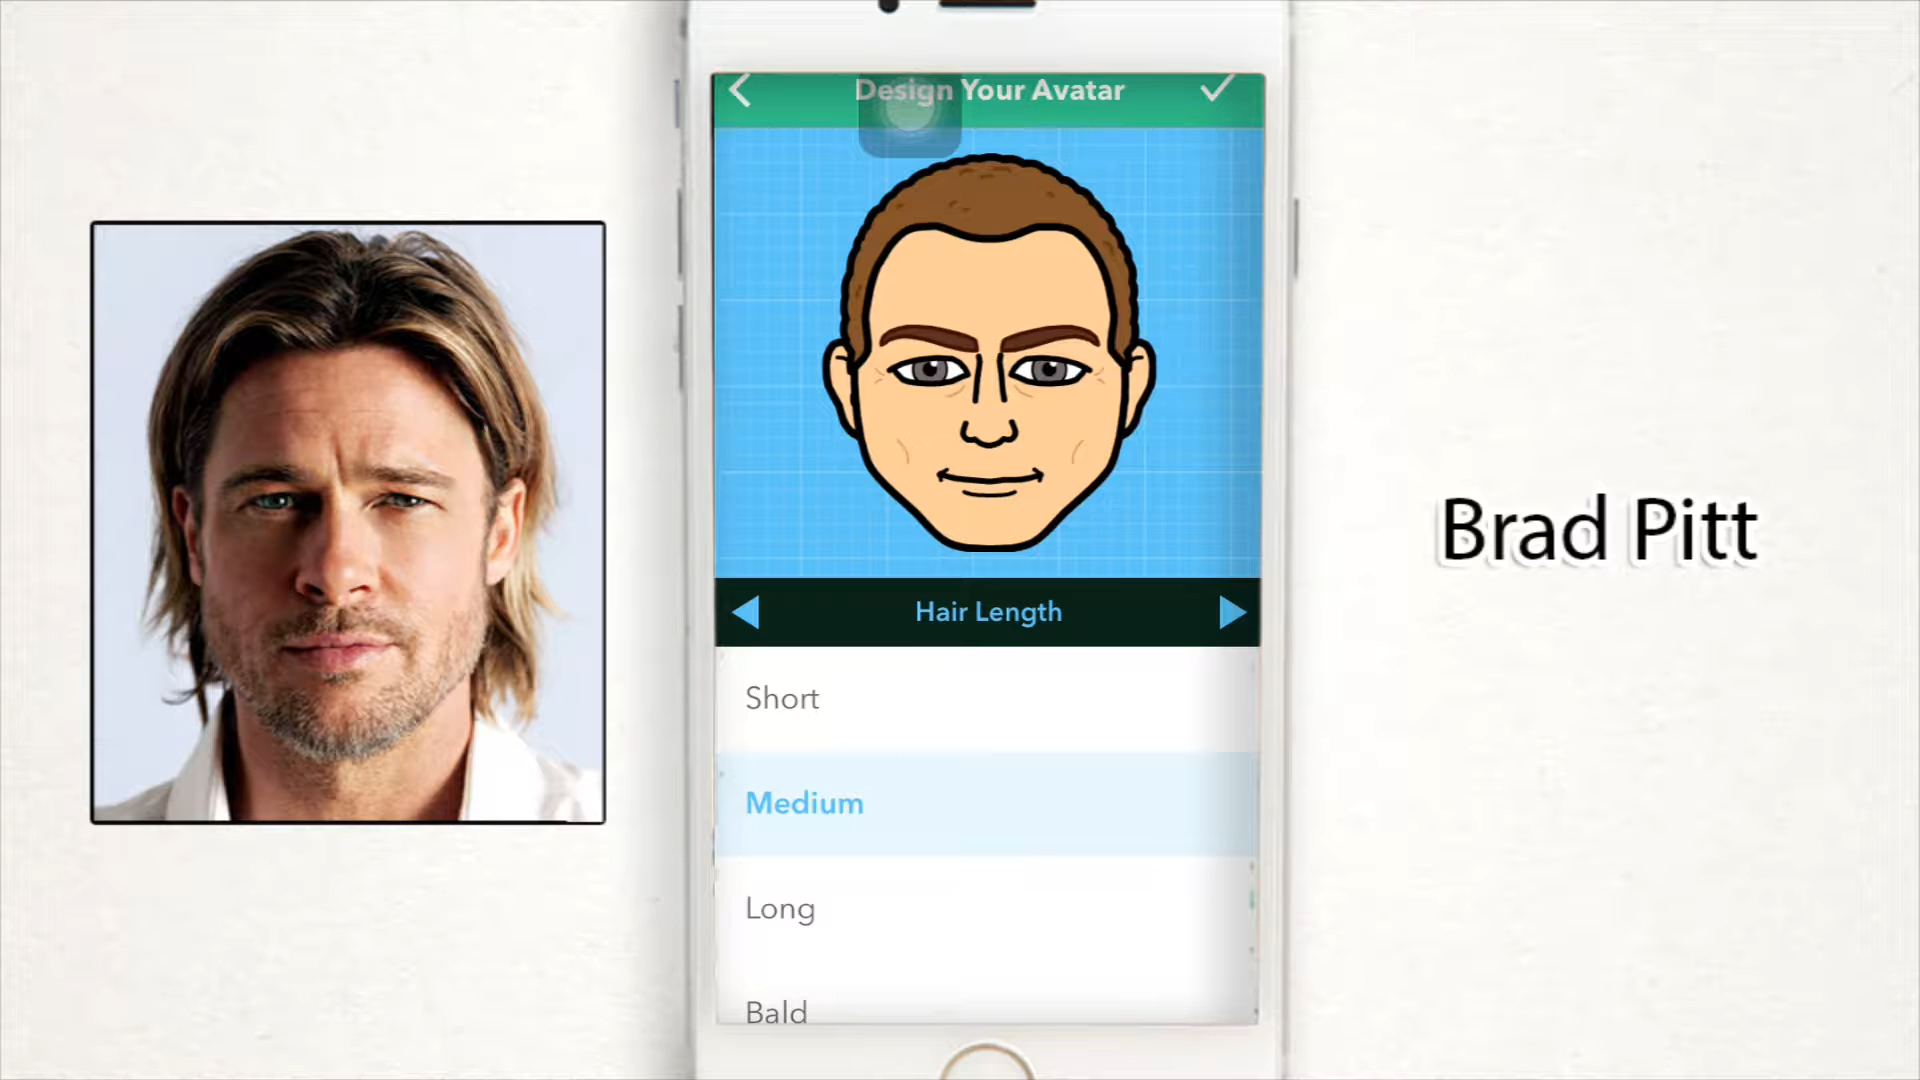 Design Your Avatar
Hair Length
Short
Medium
Long
Bald
Brad Pitt